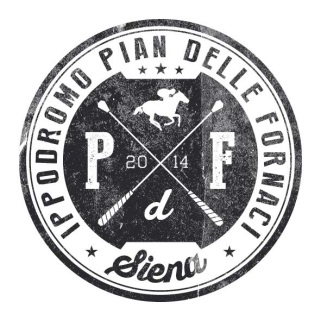 IPPODROMO PIAN DELLE FORNACI
P F
20 14
d
Siena